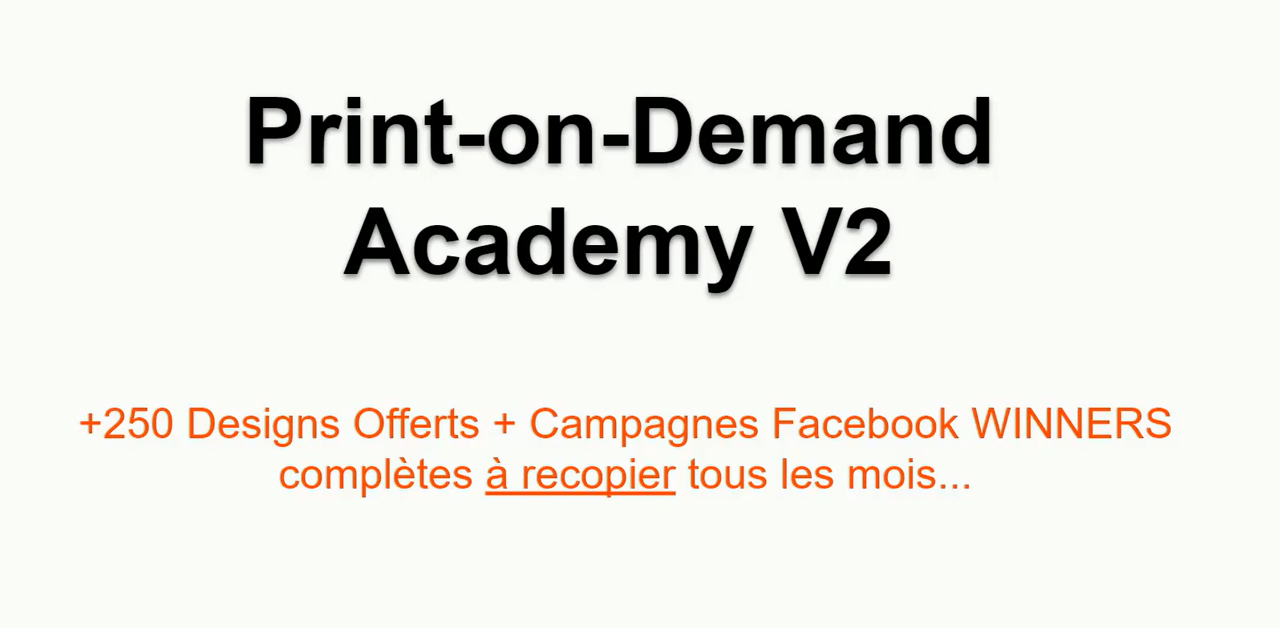 Print-on-Demand
Academy V2
+250 Designs Offerts + Campagnes Facebook WINNERS
complètes à recopier tous les mois...